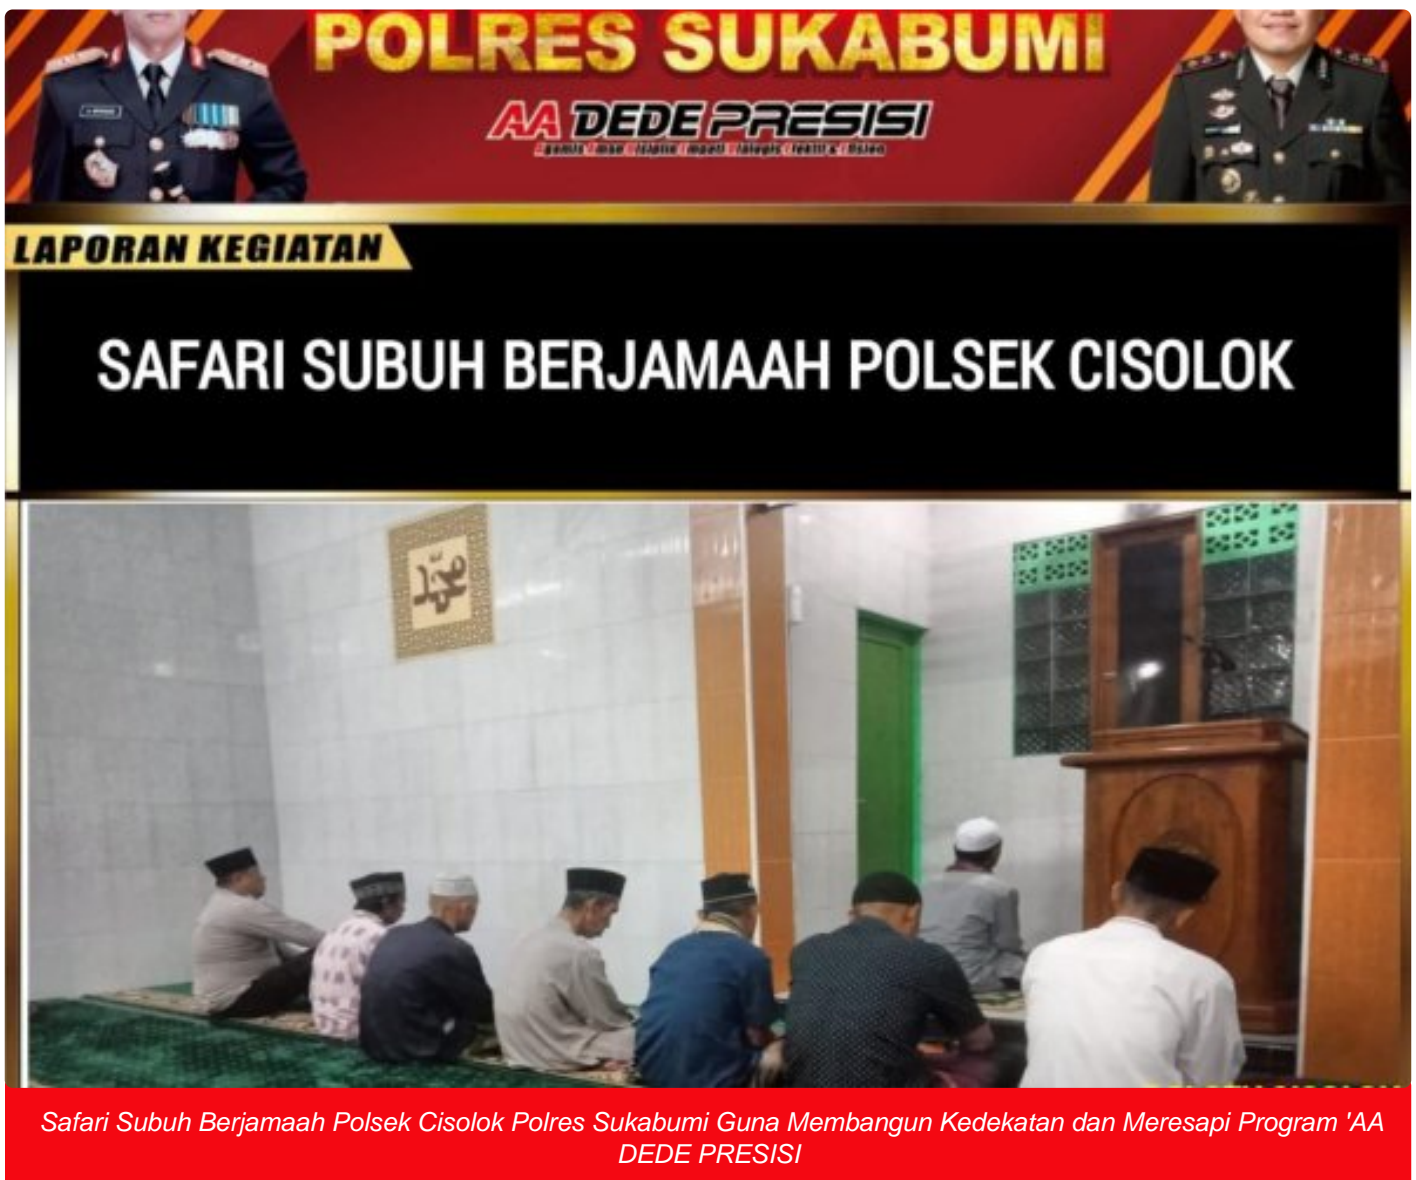 POLRES SUKABUMI
AA DEDE PRESISI
LAPORAN KEGIATAN
SAFARI SUBUH BERJAMAAH POLSEK CISOLOK
محمد
Safari Subuh Berjamaah Polsek Cisolok Polres Sukabumi Guna Membangun Kedekatan dan Meresapi Program 'AA
DEDE PRESISI